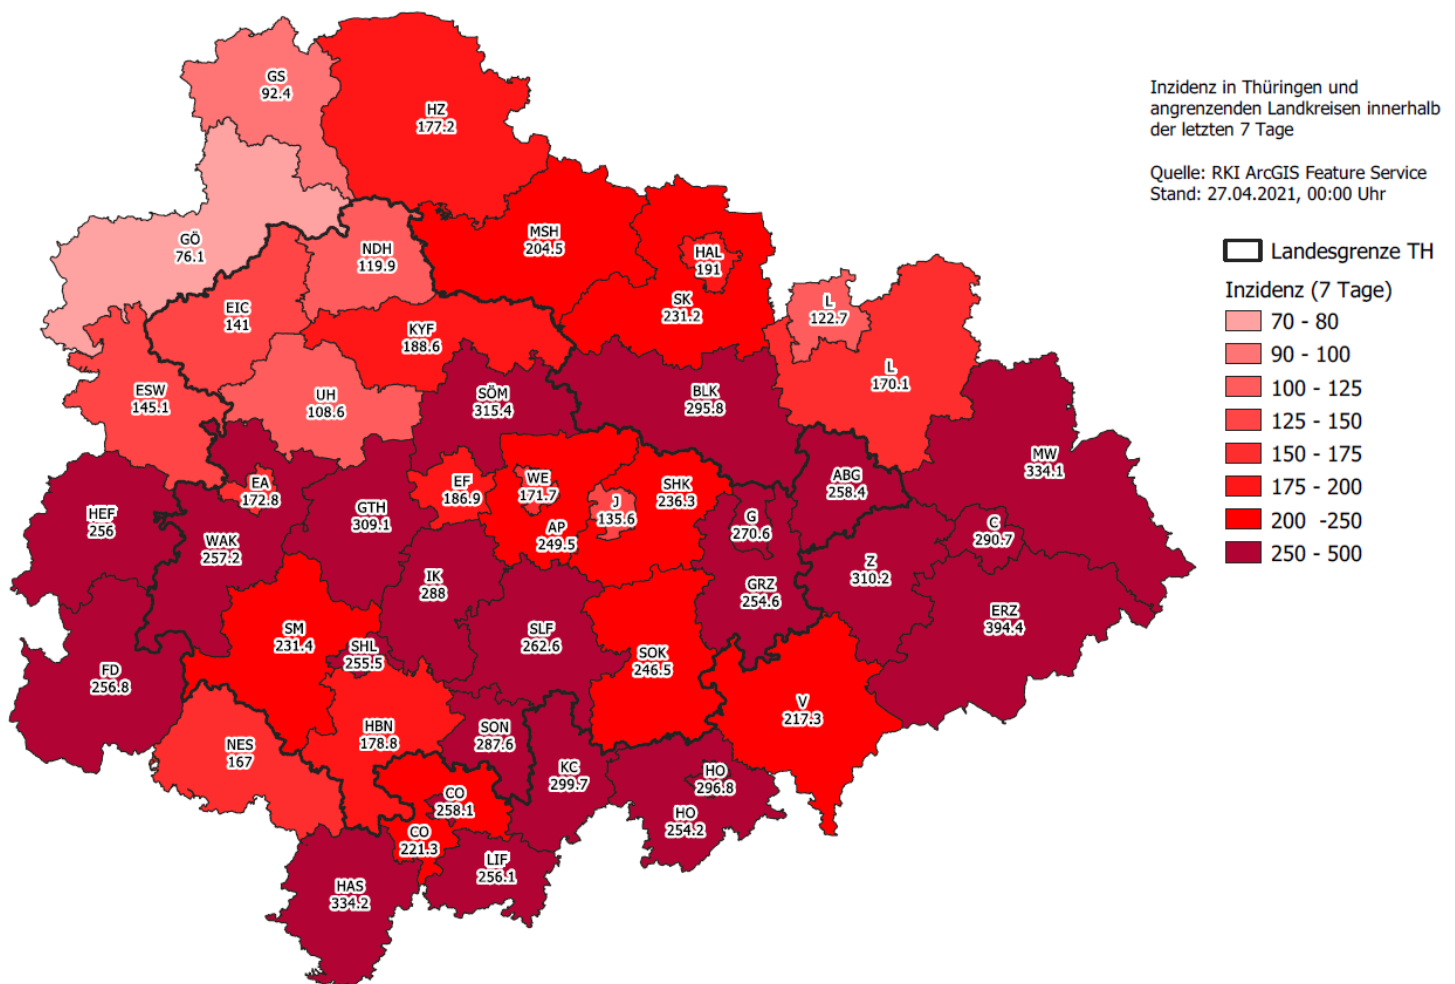 Inzidenz in Thüringen und
angrenzenden Landkreisen innerhalb
der letzten 7 Tage
Quelle: RKI ArcGIS Feature Service
Stand: 27.04.2021, 00:00 Uhr
Landesgrenze TH
Inzidenz (7 Tage)
70 - 80
90 - 100
100 - 125
125 - 150
150 - 175
175 - 200
200 -250
250 - 500
GS
92.4
HZ
177.2
GÖ
76.1
NDH
119.9
MSH
204.5
HAL
191
SK
231.2
L
122.7
EIC
141
KYF
188.6
L
170.1
ESW
145.1
UH
108.6
SÖM
315.4
BLK
295.8
MW
334.1
EA
172.8
EF
186.9
WE
171.7
J
135.6
SHK
236.3
ABG
258.4
HEF
256
GTH
309.1
AP
249.5
G
270.6
C
290.7
WAK
257.2
IK
288
GRZ
254.6
Z
310.2
ERZ
394.4
SM
231.4
SHL
255.5
SLF
262.6
SOK
246.5
FD
256.8
V
217.3
NES
167
HBN
178.8
SON
287.6
KC
299.7
HO
296.8
CO
258.1
HO
254.2
CO
221.3
LIF
256.1
HAS
334.2